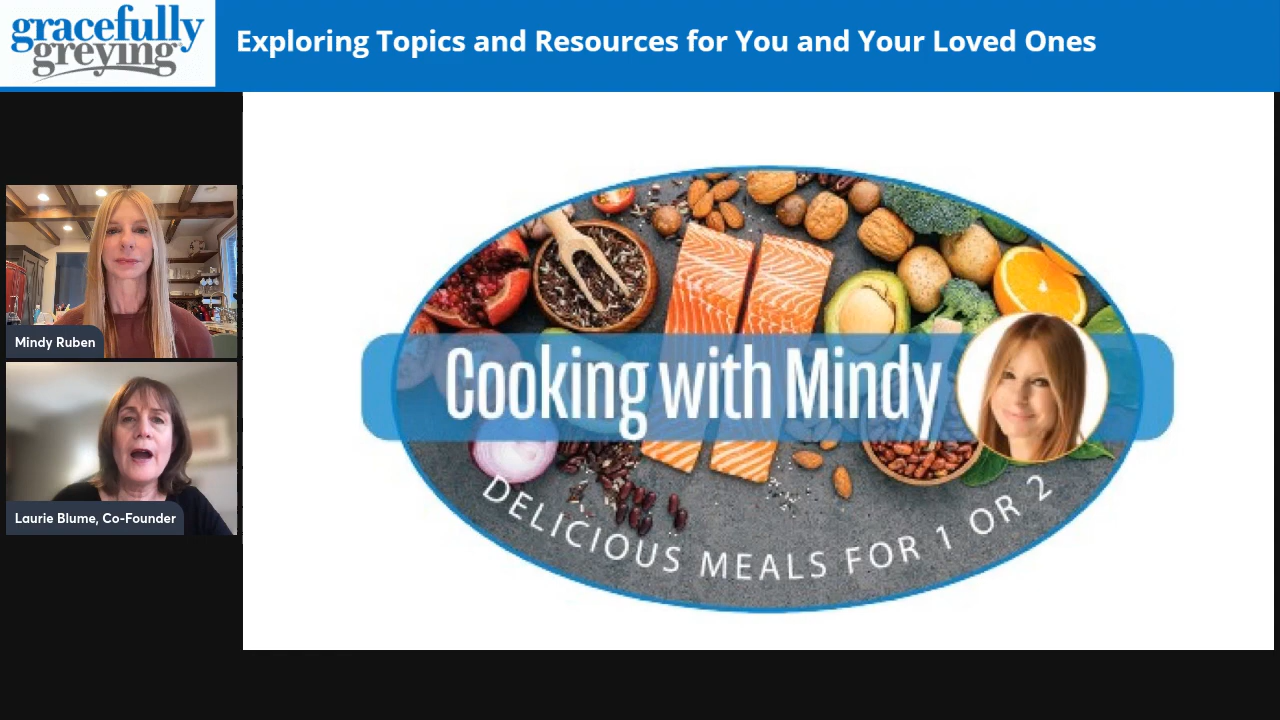 gracefully
greying
Exploring Topics and Resources for You and Your Loved Ones
Mindy Ruben
Laurie Blume, Co-Founder
Cooking with Mindy
DELICIOUS MEALS FOR 1 OR 2